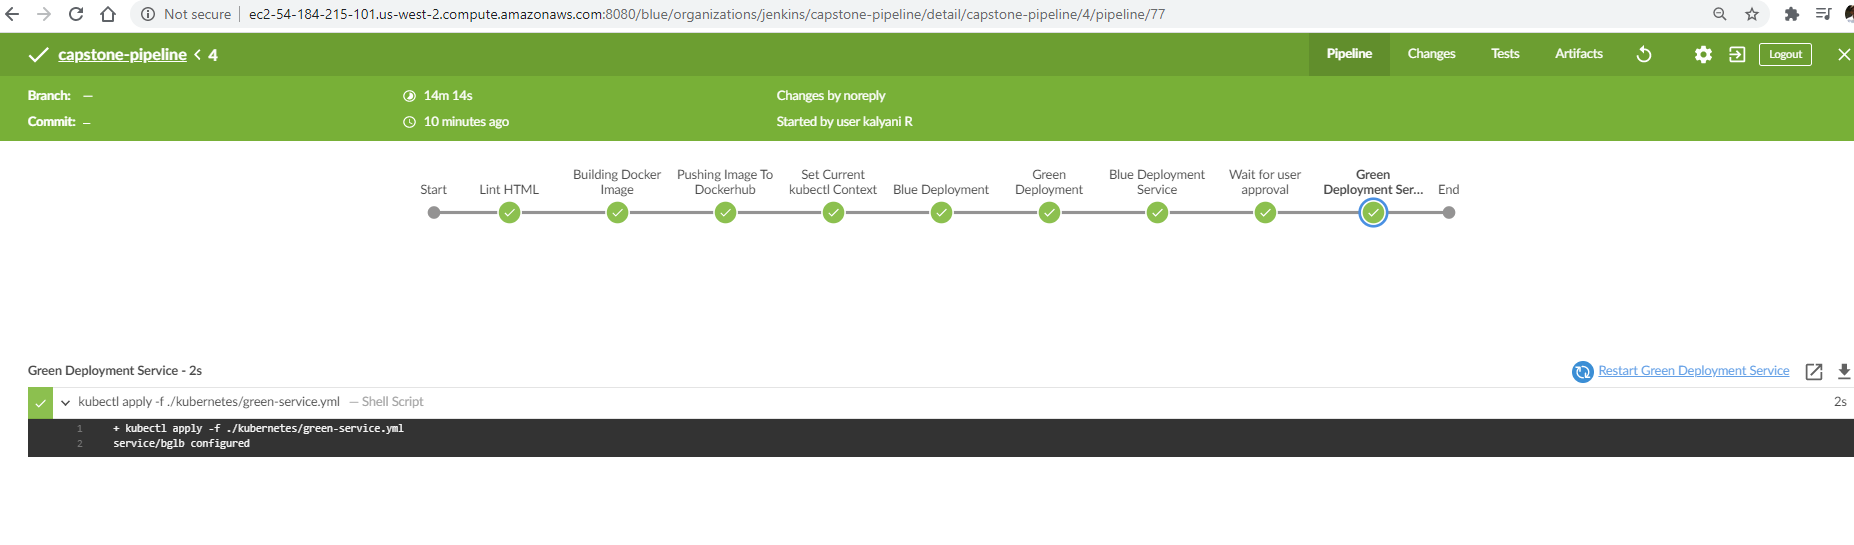 Not secure | ec2-54-184-215-101.us-west-2.compute.amazonaws.com:8080/blue/organizations/jenkins/capstone-pipeline/detail/capstone-pipeline/4/pipeline/77
capstone-pipeline < 4 Pipeline Changes Tests Artifacts Logout
Branch: — 14m 14s Changes by noreply
Commit: – 10 minutes ago Started by user kalyani R
Start
Lint HTML
Building Docker
Image
Pushing Image To
Dockerhub
Set Current
kubectl Context
Blue Deployment
Green
Deployment
Blue Deployment
Service
Wait for user
approval
Green
Deployment Ser...
End
Green Deployment Service - 2s Restart Green Deployment Service
kubectl apply -f ./kubernetes/green-service.yml — Shell Script 2s
1 + kubectl apply -f ./kubernetes/green-service.yml
2 service/bglb configured